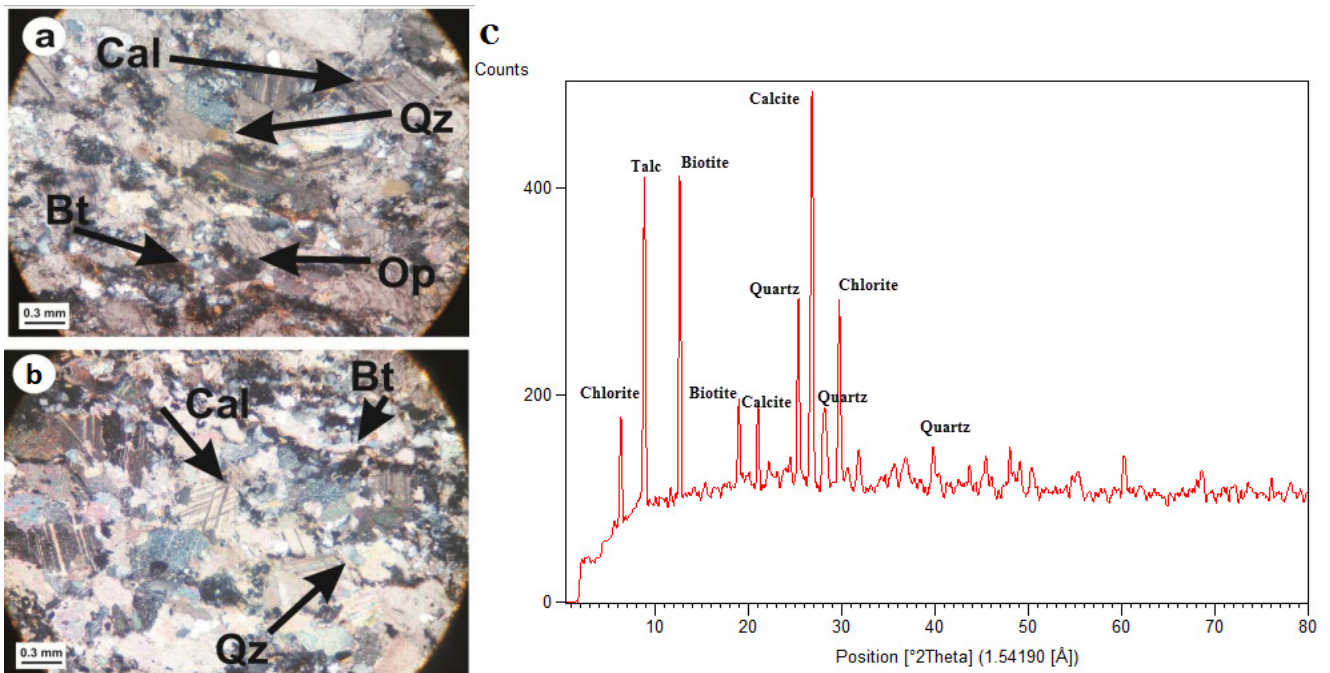 a
Cal
Qz
Bt
Op
0.3 mm
b
Bt
Cal
Qz
0.3 mm
c
Counts
Calcite
Talc
Biotite
400
Quartz
Chlorite
Chlorite
Biotite
Calcite
Quartz
200
Quartz
0
10 20 30 40 50 60 70 80
Position [°2Theta] (1.54190 [Å])